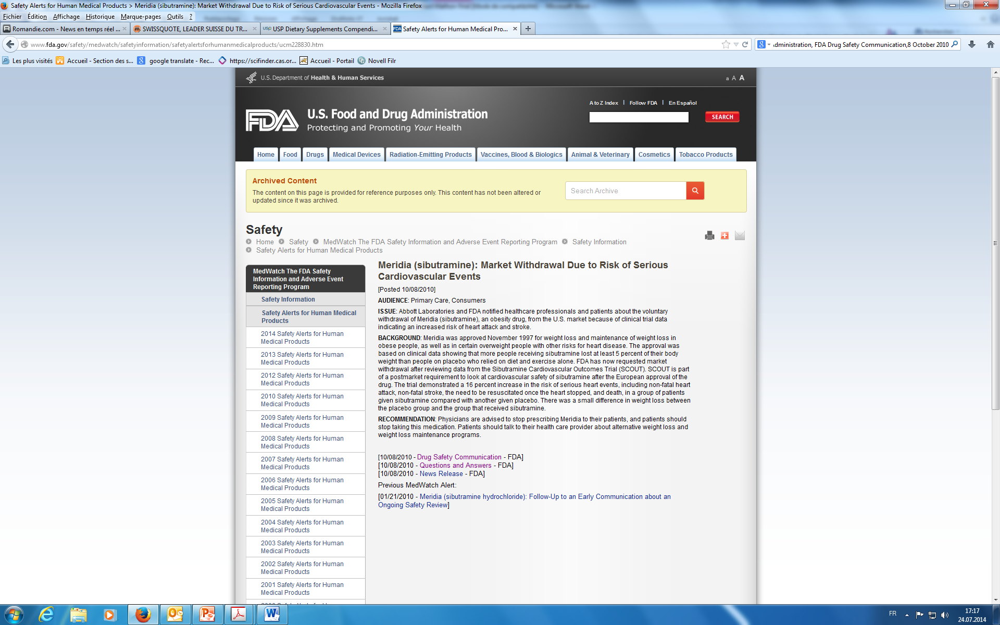 Safety Alerts for Human Medical Products > Meridia (sibutramine): Market Withdrawal Due to Risk of Serious Cardiovascular Events - Mozilla Firefox
Fichier Édition Affichage Historique Marque-pages Outils ?
Romandie.com - News en temps réel ...
SWISSQUOTE, LEADER SUISSE DU TR...
USP USP Dietary Supplements Compendi...
FDA Safety Alerts for Human Medical Pro...
www.fda.gov/safety/medwatch/safetyinformation/safetyalertsforhumanmedicalproducts/ucm228830.htm
dministration, FDA Drug Safety Communication,8 October 2010
Les plus visités Accueil - Section des s... google translate - Rec... https://scifinder.cas.or... Accueil - Portail Novell Filr
U.S. Department of Health & Human Services
a A A
A to Z Index | Follow FDA | En Español
FDA U.S. Food and Drug Administration
Protecting and Promoting Your Health
SEARCH
Home Food Drugs Medical Devices Radiation-Emitting Products Vaccines, Blood & Biologics Animal & Veterinary Cosmetics Tobacco Products
Archived Content
The content on this page is provided for reference purposes only. This content has not been altered or
updated since it was archived.
Search Archive
Safety
Home Safety MedWatch The FDA Safety Information and Adverse Event Reporting Program Safety Information
Safety Alerts for Human Medical Products
MedWatch The FDA Safety
Information and Adverse Event
Reporting Program
Safety Information
Safety Alerts for Human Medical
Products
2014 Safety Alerts for Human
Medical Products
2013 Safety Alerts for Human
Medical Products
2012 Safety Alerts for Human
Medical Products
2010 Safety Alerts for Human
Medical Products
2009 Safety Alerts for Human
Medical Products
2008 Safety Alerts for Human
Medical Products
2007 Safety Alerts for Human
Medical Products
2006 Safety Alerts for Human
Medical Products
2005 Safety Alerts for Human
Medical Products
2004 Safety Alerts for Human
Medical Products
2003 Safety Alerts for Human
Medical Products
2002 Safety Alerts for Human
Medical Products
2001 Safety Alerts for Human
Medical Products
Meridia (sibutramine): Market Withdrawal Due to Risk of Serious
Cardiovascular Events
[Posted 10/08/2010]
AUDIENCE: Primary Care, Consumers
ISSUE: Abbott Laboratories and FDA notified healthcare professionals and patients about the voluntary
withdrawal of Meridia (sibutramine), an obesity drug, from the U.S. market because of clinical trial data
indicating an increased risk of heart attack and stroke.
BACKGROUND: Meridia was approved November 1997 for weight loss and maintenance of weight loss in
obese people, as well as in certain overweight people with other risks for heart disease. The approval was
based on clinical data showing that more people receiving sibutramine lost at least 5 percent of their body
weight than people on placebo who relied on diet and exercise alone. FDA has now requested market
withdrawal after reviewing data from the Sibutramine Cardiovascular Outcomes Trial (SCOUT). SCOUT is part
of a postmarket requirement to look at cardiovascular safety of sibutramine after the European approval of the
drug. The trial demonstrated a 16 percent increase in the risk of serious heart events, including non-fatal heart
attack, non-fatal stroke, the need to be resuscitated once the heart stopped, and death, in a group of patients
given sibutramine compared with another given placebo. There was a small difference in weight loss between
the placebo group and the group that received sibutramine.
RECOMMENDATION: Physicians are advised to stop prescribing Meridia to their patients, and patients should
stop taking this medication. Patients should talk to their health care provider about alternative weight loss and
weight loss maintenance programs.
[10/08/2010 - Drug Safety Communication - FDA]
[10/08/2010 - Questions and Answers - FDA]
[10/08/2010 - News Release - FDA]
Previous MedWatch Alert:
[01/21/2010 - Meridia (sibutramine hydrochloride): Follow-Up to an Early Communication about an
Ongoing Safety Review]
FR
17:17
24.07.2014